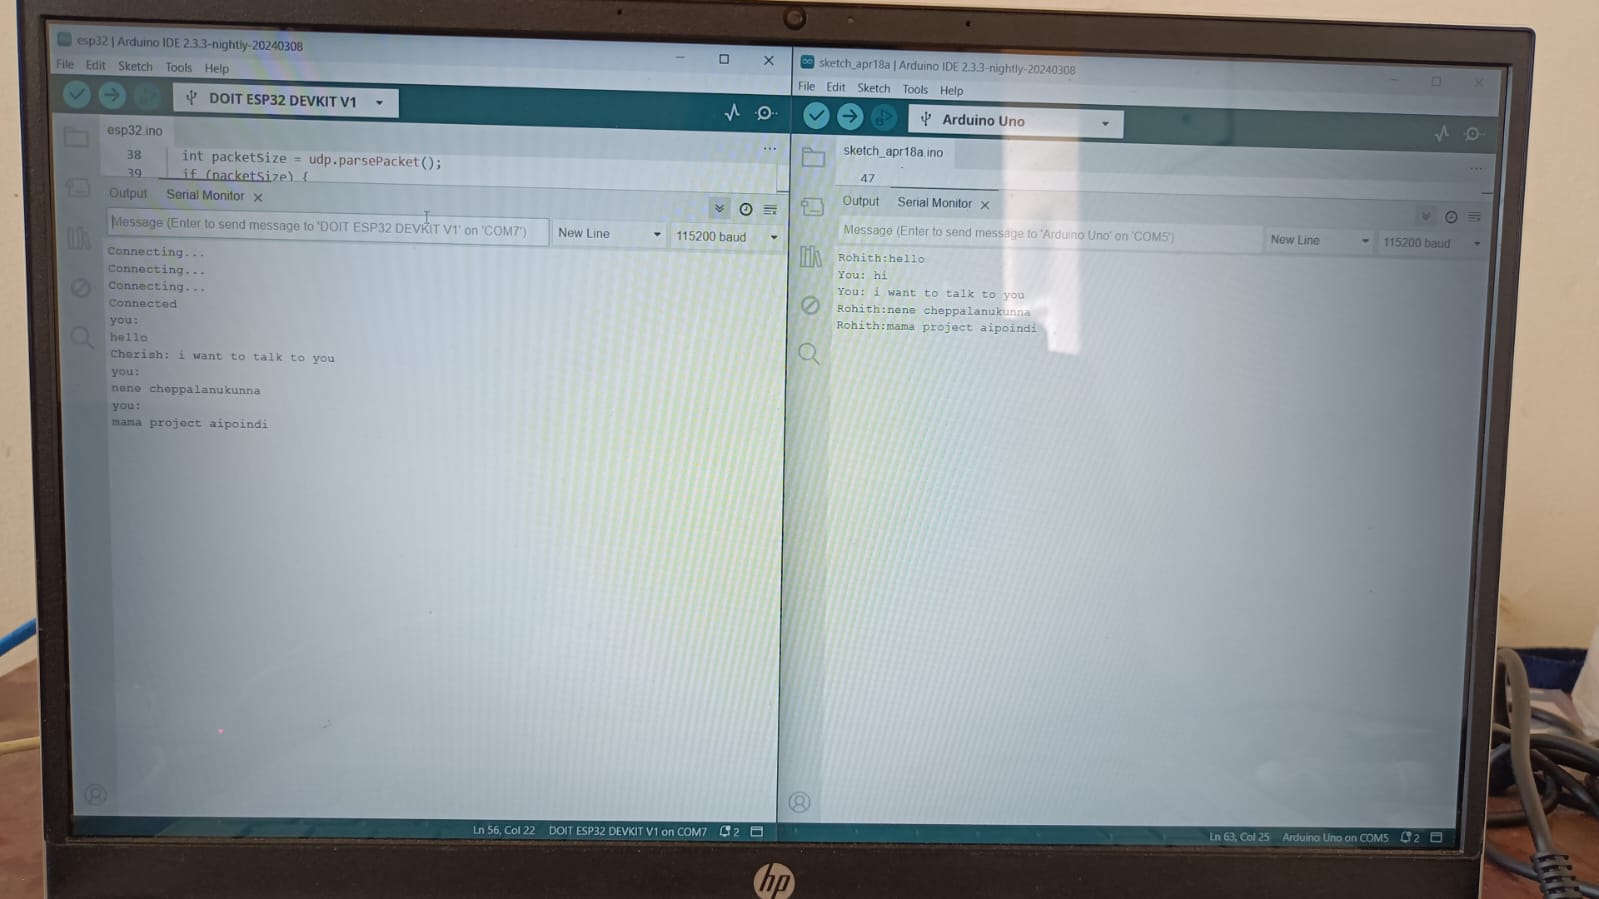 esp32 | Arduino IDE 2.3.3-nightly-20240308
File Edit Sketch Tools Help
DOIT ESP32 DEVKIT V1
esp32.ino
38 int packetSize = udp.parsePacket();
39 if (packetSize) {
Output Serial Monitor
Message (Enter to send message to 'DOIT ESP32 DEVKIT V1' on 'COM7')
New Line
115200 baud
Connecting...
Connecting...
Connecting...
Connected
you:
hello
Cherish: i want to talk to you
you:
nene cheppalanukunna
you:
mama project aipoindi
Ln 56, Col 22 DOIT ESP32 DEVKIT V1 on COM7 2
sketch_apr18a | Arduino IDE 2.3.3-nightly-20240308
File Edit Sketch Tools Help
Arduino Uno
sketch_apr18a.ino
47
Output Serial Monitor
Message (Enter to send message to 'Arduino Uno' on 'COM5')
New Line
115200 baud
Rohith:hello
You: hi
You: i want to talk to you
Rohith:nene cheppalanukunna
Rohith:mama project aipoindi
Ln 63, Col 25 Arduino Uno on COM5 2
hp